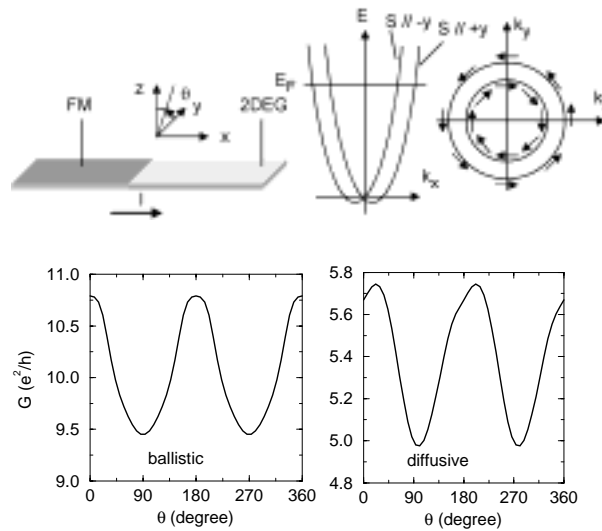 FM
z
θ
y
x
2DEG
I
E
S // -y
S // +y
E_F
k_x
k_y
k
11.0
10.5
10.0
9.5
9.0
G (e²/h)
ballistic
0 90 180 270 360
θ (degree)
5.8
5.6
5.4
5.2
5.0
4.8
diffusive
0 90 180 270 360
θ (degree)